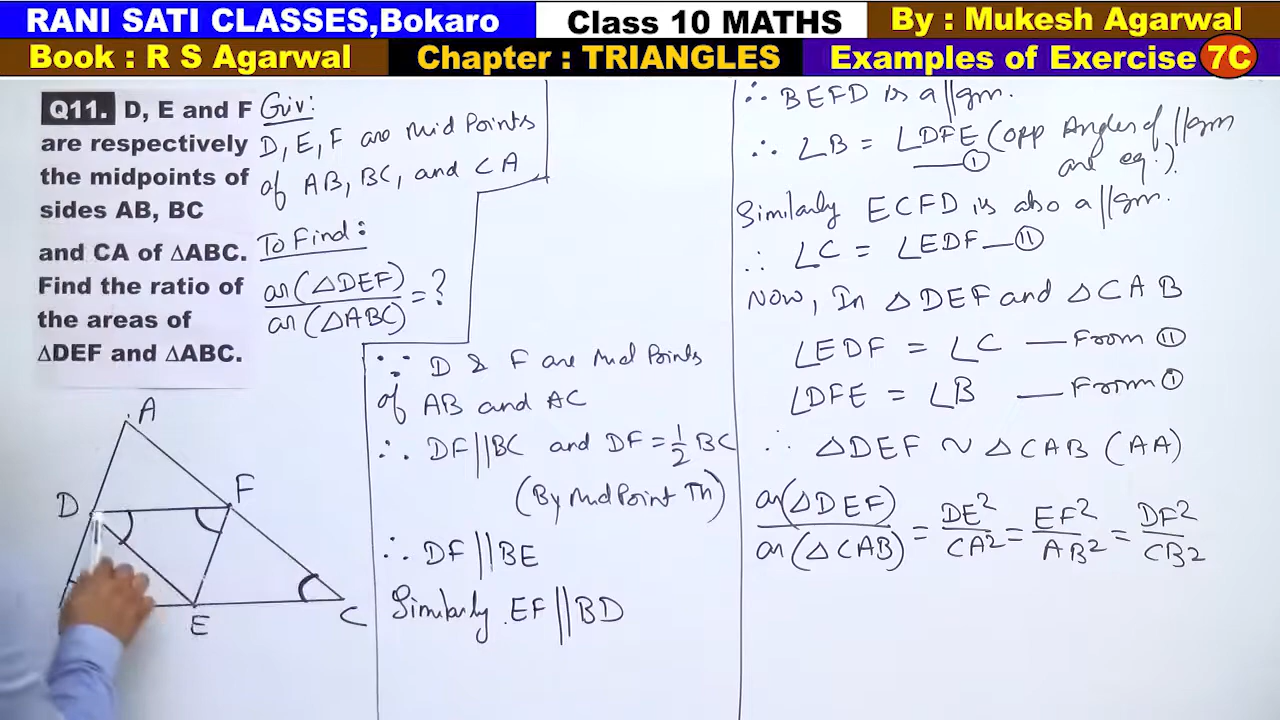 RANI SATI CLASSES,Bokaro
Class 10 MATHS
By : Mukesh Agarwal
Book : R S Agarwal
Chapter : TRIANGLES
Examples of Exercise 7C
Q11. D, E and F
are respectively
the midpoints of
sides AB, BC
and CA of ΔABC.
Find the ratio of
the areas of
ΔDEF and ΔABC.
Giv:
D, E, F are Mid Points
of AB, BC, and CA
To Find:
ar(ΔDEF)/ar(ΔABC) = ?
A
D
F
E
C
∵ D & F are Mid Points
of AB and AC
∴ DF||BC and DF = 1/2 BC
(By Mid Point Th)
∴ DF||BE
Similarly EF||BD
∴ BEFD is a ||gm.
∴ ∠B = ∠DFE (opp Angles of ||gm
—① are eq.)
Similarly ECFD is also a ||gm.
∴ ∠C = ∠EDF —⑪
Now, In Δ DEF and Δ CAB
∠EDF = ∠C — From ⑪
∠DFE = ∠B — From ①
∴ ΔDEF ~ ΔCAB (AA)
ar(ΔDEF)/ar(ΔCAB) = DE²/CA² = EF²/AB² = DF²/CB²